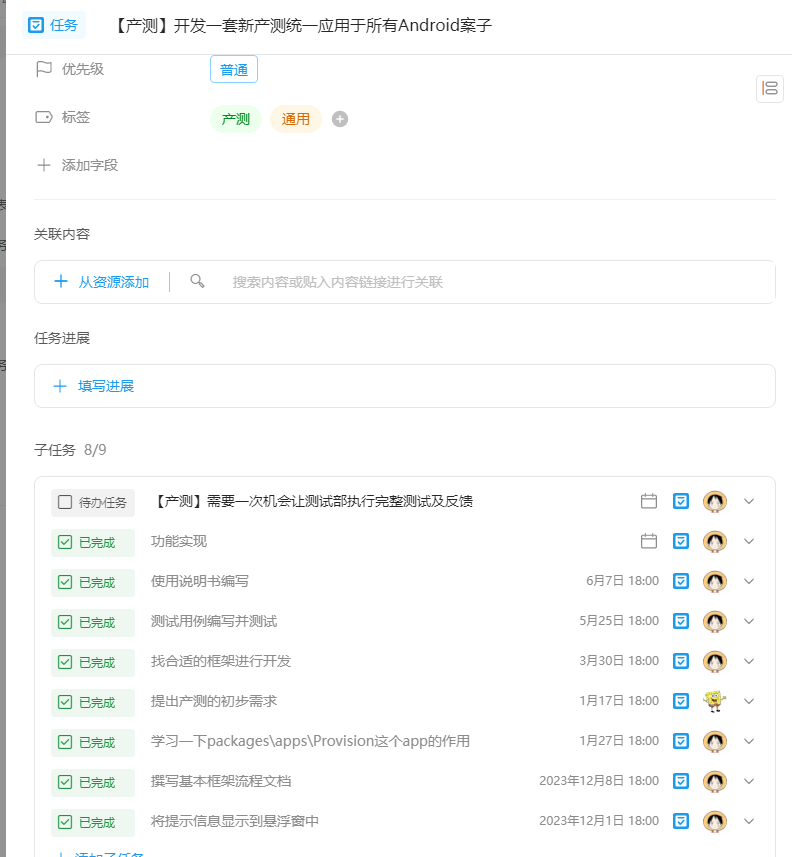 任务 【产测】开发一套新产测统一应用于所有Android案子
优先级 普通
标签 产测 通用
添加字段
关联内容
从资源添加 搜索内容或贴入内容链接进行关联
任务进展
填写进展
子任务 8/9
待办任务 【产测】需要一次机会让测试部执行完整测试及反馈
已完成 功能实现
已完成 使用说明书编写 6月7日 18:00
已完成 测试用例编写并测试 5月25日 18:00
已完成 找合适的框架进行开发 3月30日 18:00
已完成 提出产测的初步需求 1月17日 18:00
已完成 学习一下packages\apps\Provision这个app的作用 1月27日 18:00
已完成 撰写基本框架流程文档 2023年12月8日 18:00
已完成 将提示信息显示到悬浮窗中 2023年12月1日 18:00
添加子任务